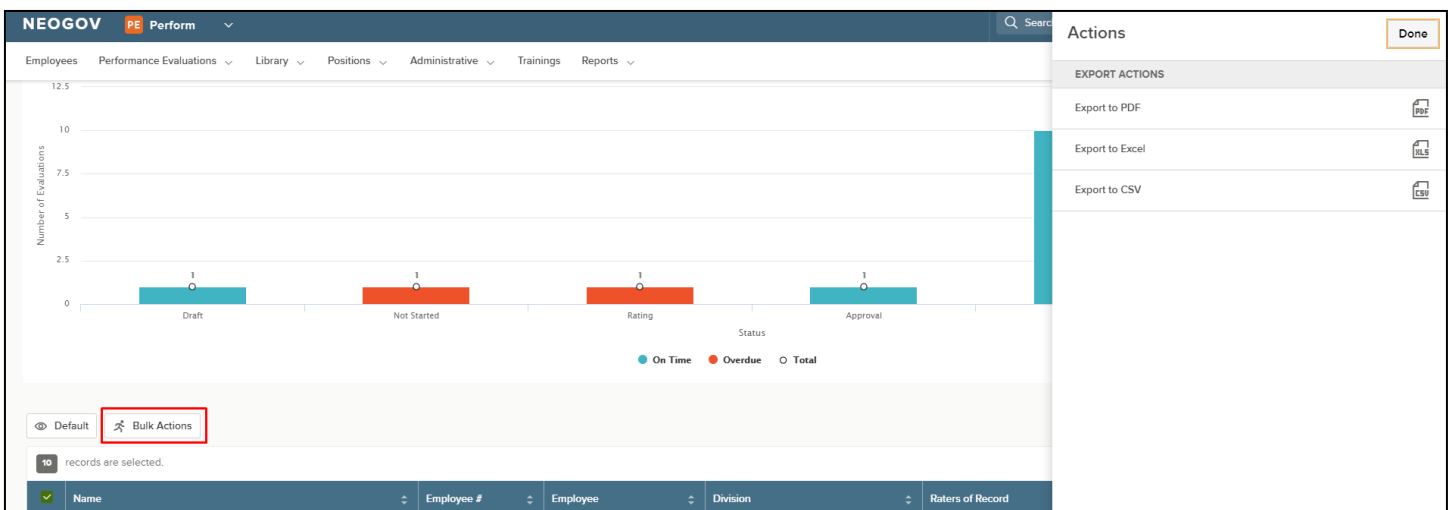 NEOGOV PE Perform
Employees Performance Evaluations Library Positions Administrative Trainings Reports
12.5
10
7.5
5
2.5
0
Number of Evaluations
1 1 1 1
Draft Not Started Rating Approval
Status
On Time Overdue Total
Default Bulk Actions
10 records are selected.
Name Employee # Employee Division Raters of Record
Actions Done
EXPORT ACTIONS
Export to PDF PDF
Export to Excel XLS
Export to CSV CSV